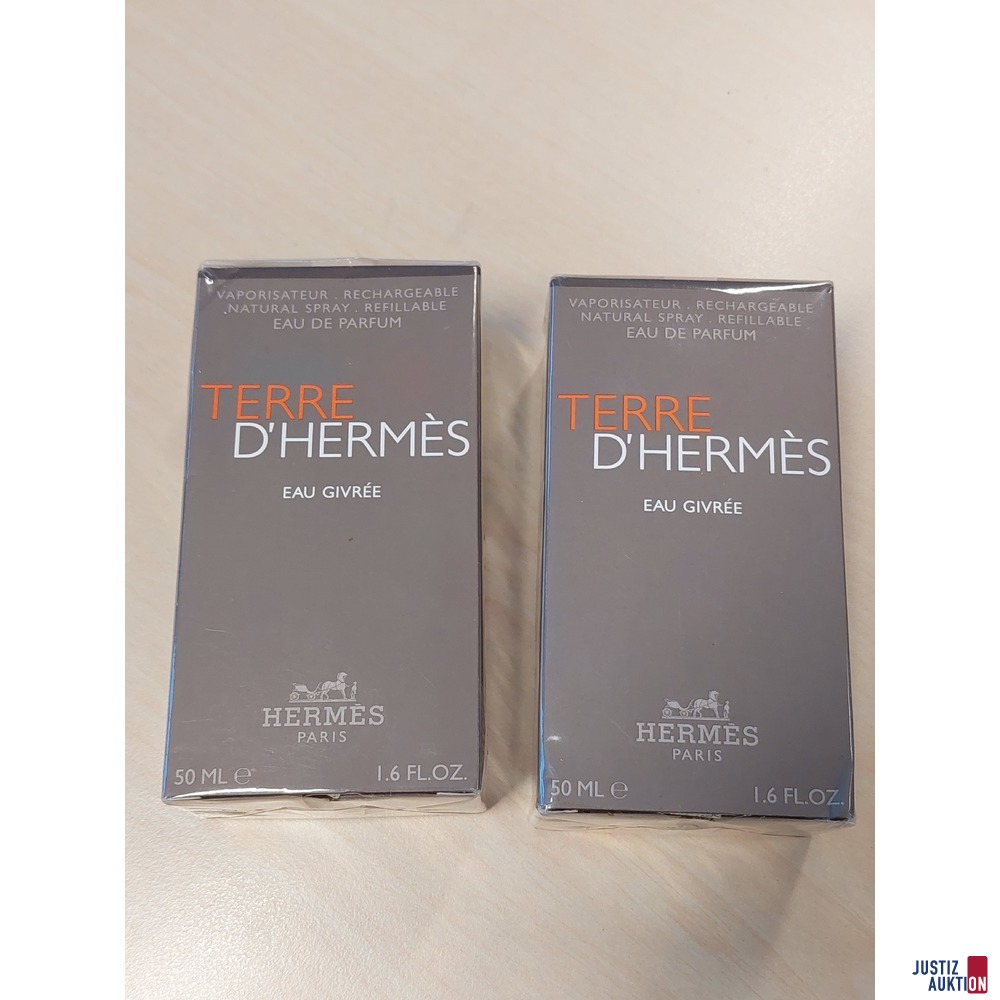 VAPORISATEUR . RECHARGEABLE
NATURAL SPRAY . REFILLABLE
EAU DE PARFUM
TERRE
D'HERMÈS
EAU GIVRÉE
HERMÈS
PARIS
50 ML e
1.6 FL.OZ.
VAPORISATEUR . RECHARGEABLE
NATURAL SPRAY . REFILLABLE
EAU DE PARFUM
TERRE
D'HERMÈS
EAU GIVRÉE
HERMÈS
PARIS
50 ML e
1.6 FL.OZ.
JUSTIZ
AUKTION